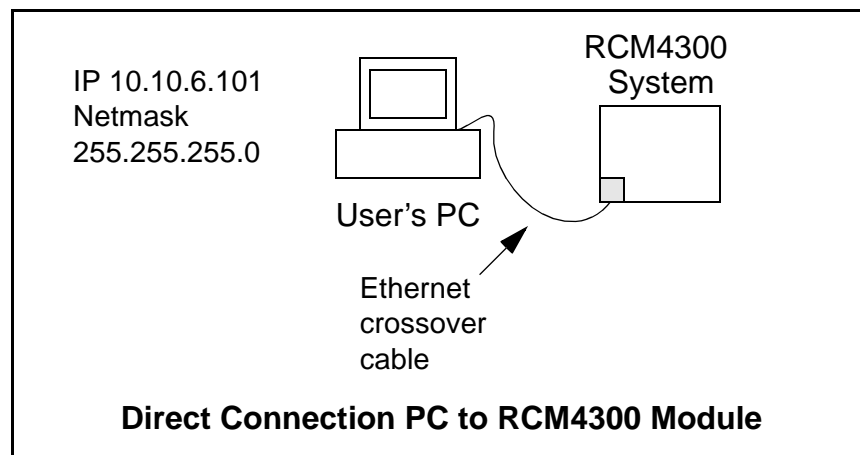 IP 10.10.6.101
Netmask
255.255.255.0
RCM4300
System
User’s PC
Ethernet
crossover
cable
Direct Connection PC to RCM4300 Module